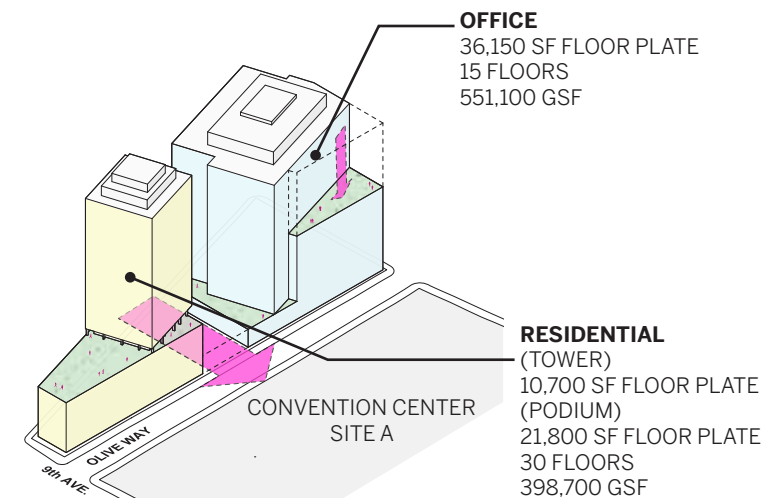 OFFICE
36,150 SF FLOOR PLATE
15 FLOORS
551,100 GSF
RESIDENTIAL
(TOWER)
10,700 SF FLOOR PLATE
(PODIUM)
21,800 SF FLOOR PLATE
30 FLOORS
398,700 GSF
CONVENTION CENTER
SITE A
OLIVE WAY
9th AVE.